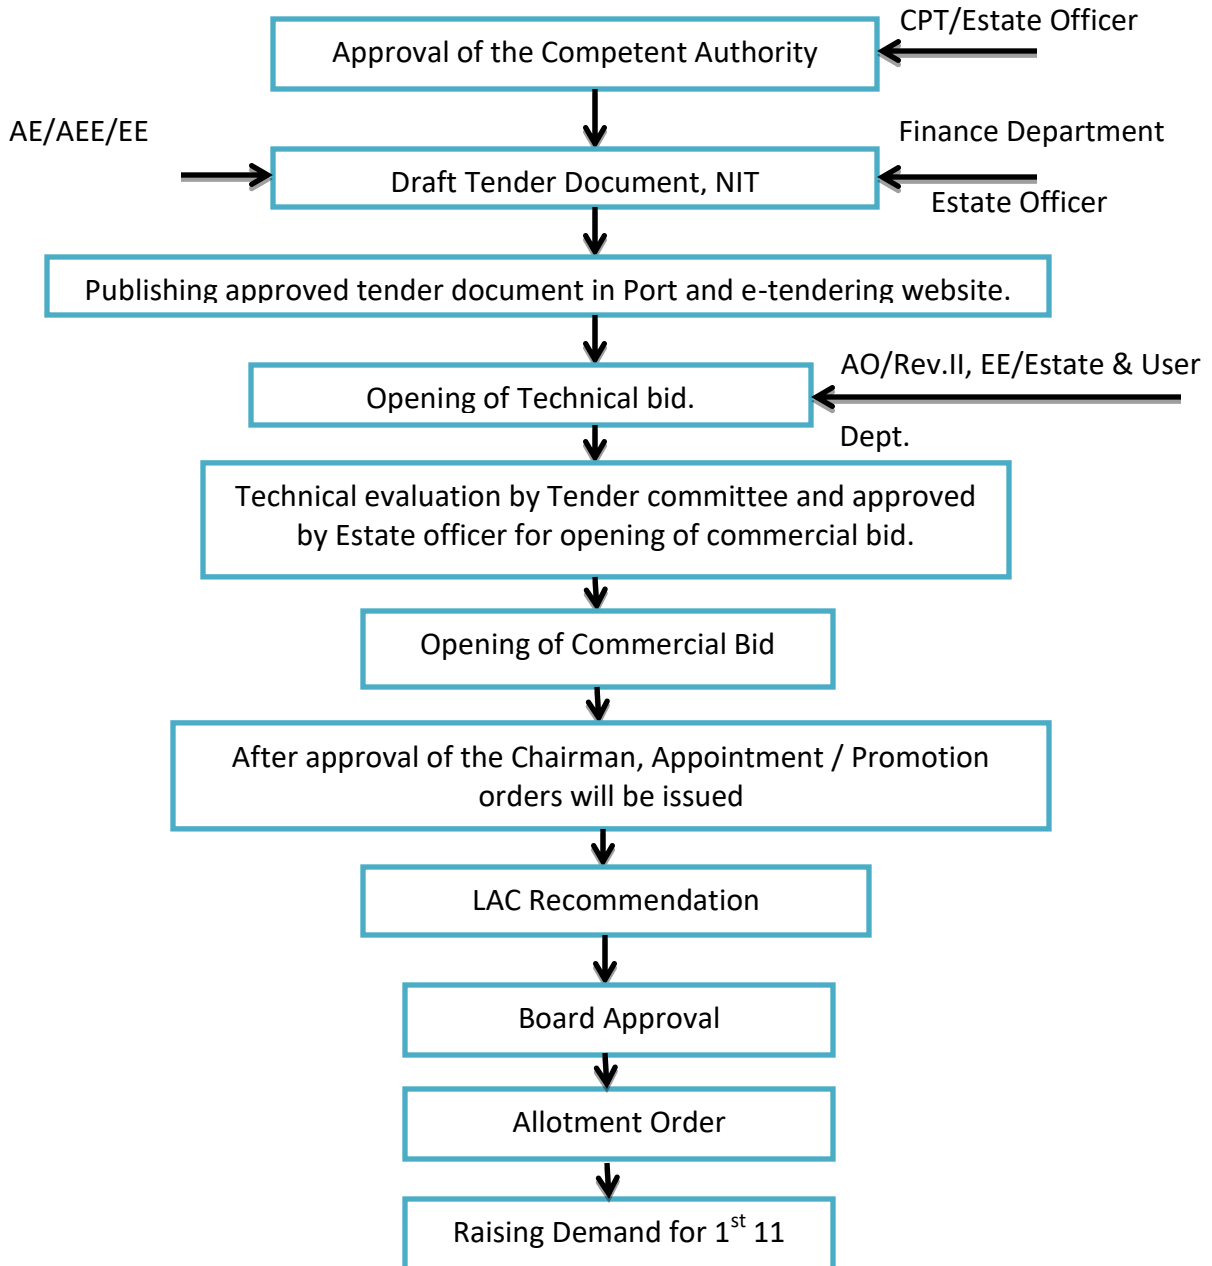 CPT/Estate Officer
Approval of the Competent Authority
AE/AEE/EE
Finance Department
Draft Tender Document, NIT
Estate Officer
Publishing approved tender document in Port and e-tendering website.
AO/Rev.II, EE/Estate & User
Opening of Technical bid.
Dept.
Technical evaluation by Tender committee and approved
by Estate officer for opening of commercial bid.
Opening of Commercial Bid
After approval of the Chairman, Appointment / Promotion
orders will be issued
LAC Recommendation
Board Approval
Allotment Order
Raising Demand for 1st 11